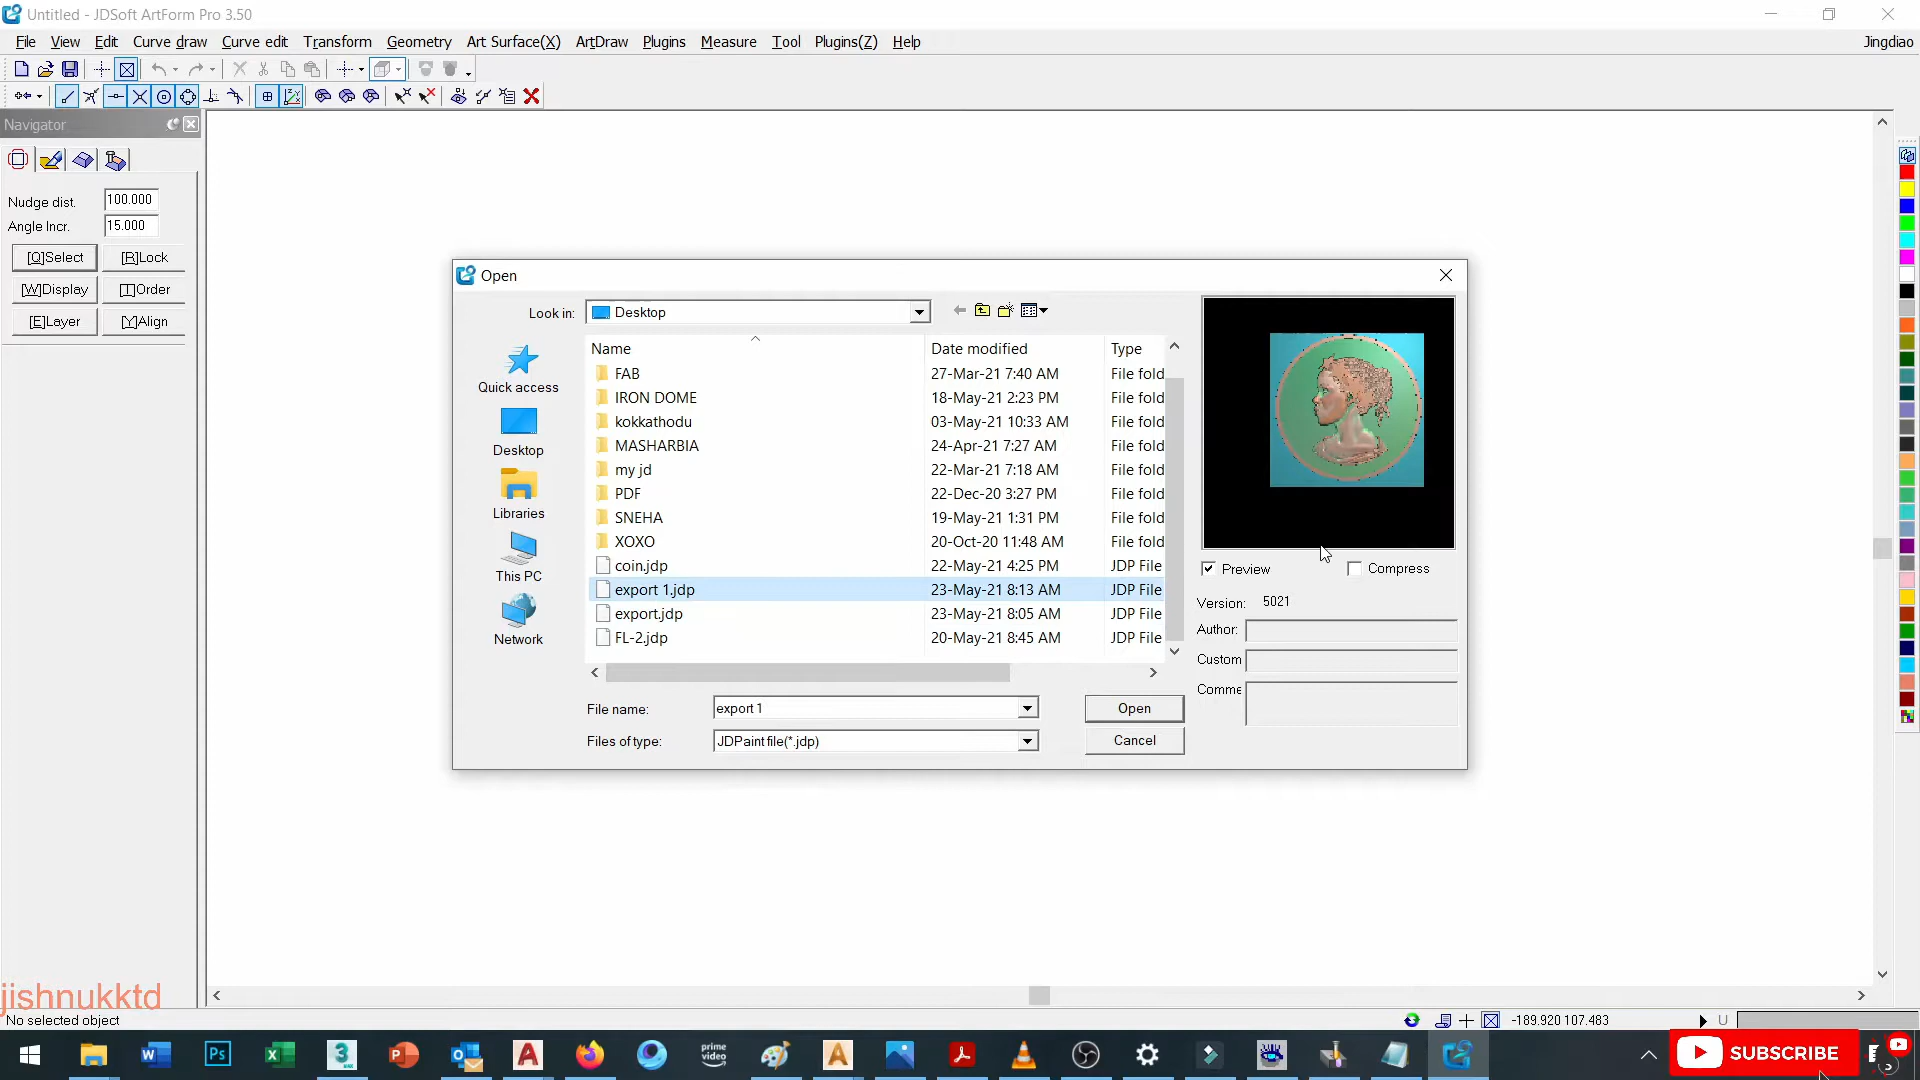 Untitled - JDSoft ArtForm Pro 3.50
File View Edit Curve draw Curve edit Transform Geometry Art Surface(X) ArtDraw Plugins Measure Tool Plugins(Z) Help Jingdiao
Navigator
Nudge dist. 100.000
Angle Incr. 15.000
[Q]Select [R]Lock
[W]Display [T]Order
[E]Layer [Y]Align
Open
Look in: Desktop
Name Date modified Type
FAB 27-Mar-21 7:40 AM File fold
IRON DOME 18-May-21 2:23 PM File fold
kokkathodu 03-May-21 10:33 AM File fold
MASHARBIA 24-Apr-21 7:27 AM File fold
my jd 22-Mar-21 7:18 AM File fold
PDF 22-Dec-20 3:27 PM File fold
SNEHA 19-May-21 1:31 PM File fold
XOXO 20-Oct-20 11:48 AM File fold
coin.jdp 22-May-21 4:25 PM JDP File
export 1.jdp 23-May-21 8:13 AM JDP File
export.jdp 23-May-21 8:05 AM JDP File
FL-2.jdp 20-May-21 8:45 AM JDP File
Quick access
Desktop
Libraries
This PC
Network
File name: export 1 Open
Files of type: JDPaint file(*.jdp) Cancel
Preview Compress
Version: 5021
Author:
Custom
Comme
jishnukktd
No selected object -189.920 107.483 U
SUBSCRIBE